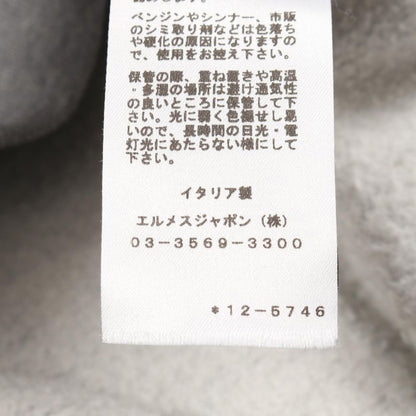 ベンジンやシンナー、市販
のシミ取り剤などは色落ち
や硬化の原因になりますの
で、使用をお控え下さい。
保管の際、重ね置きや高温
・多湿の場所は避け通気性
の良いところに保管して下
さい。光に弱く色褪せし易
いので、長時間の日光・電
灯光にあたらない様にして
下さい。
イタリア製
エルメスジャポン(株)
03-3569-3300
*12-5746